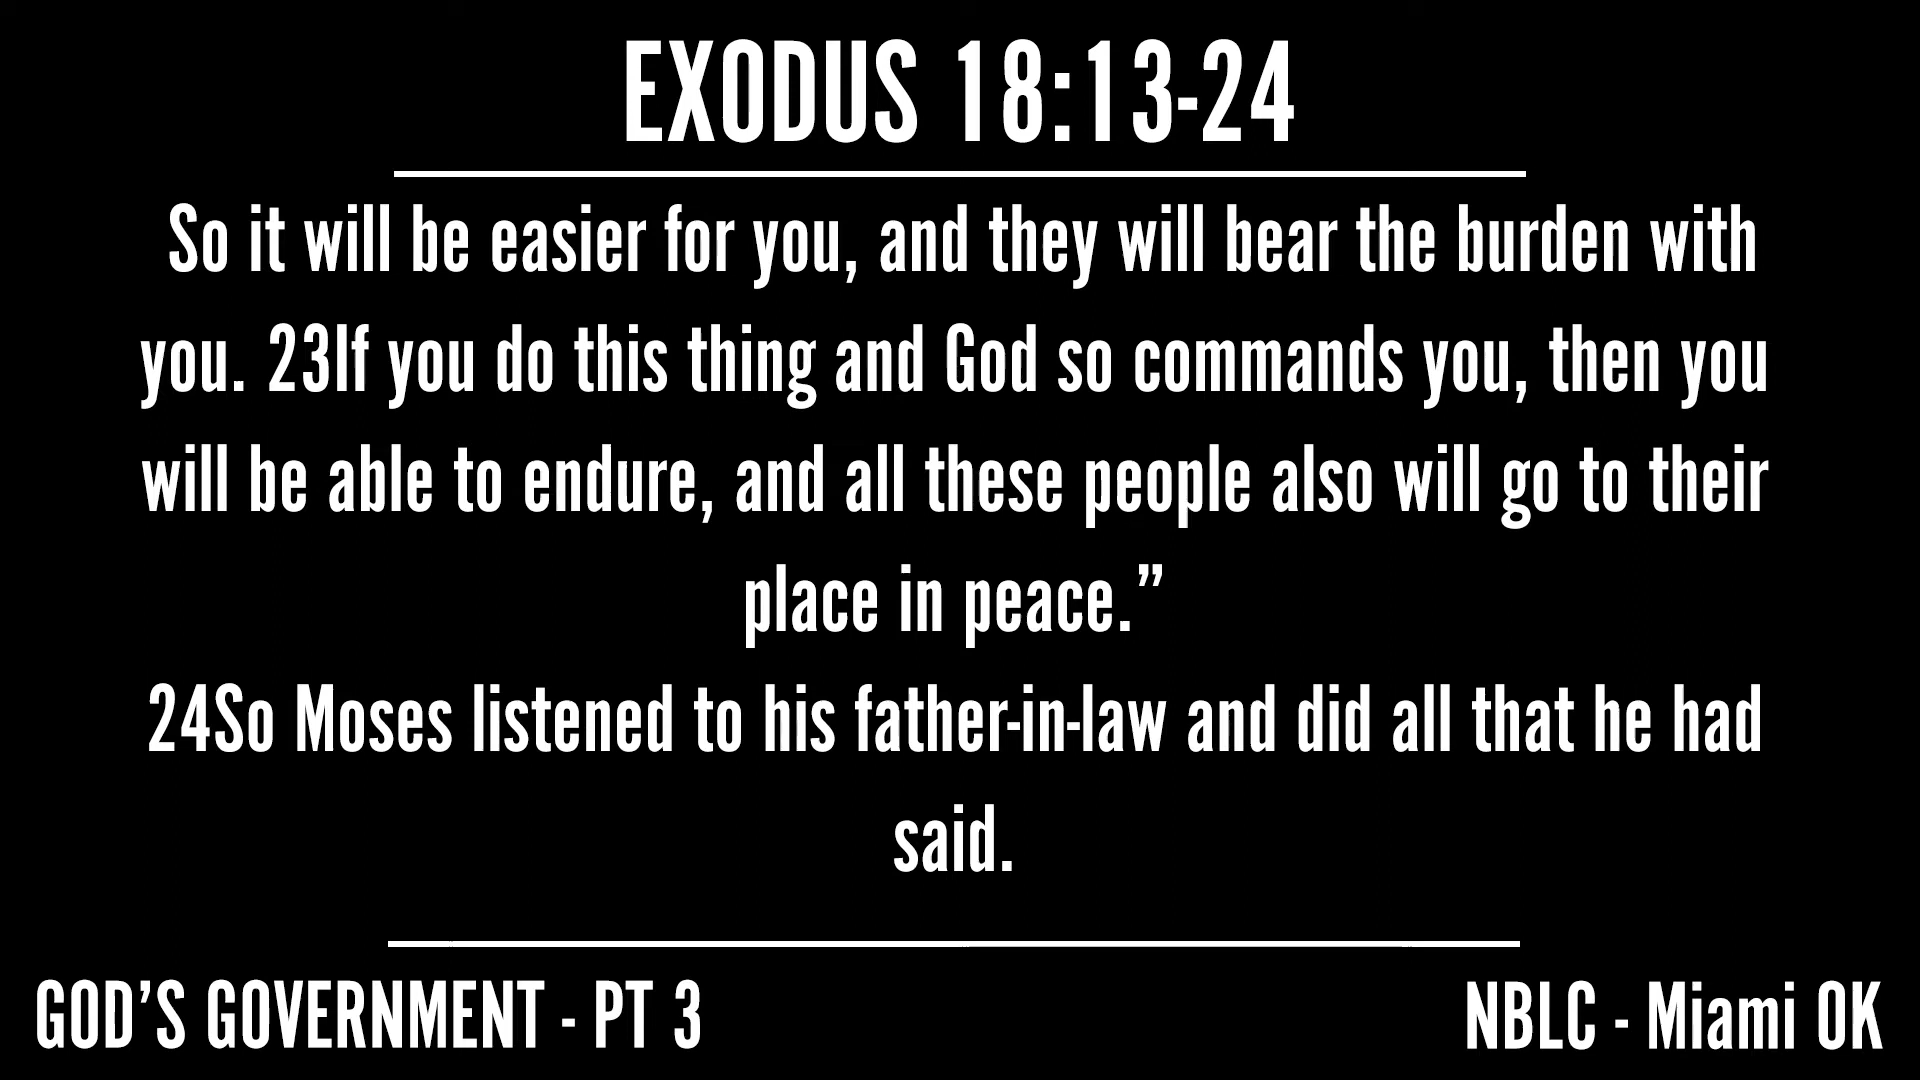 EXODUS 18:13-24
So it will be easier for you, and they will bear the burden with
you. 23If you do this thing and God so commands you, then you
will be able to endure, and all these people also will go to their
place in peace.”
24So Moses listened to his father-in-law and did all that he had
said.
GOD’S GOVERNMENT - PT 3
NBLC - Miami OK